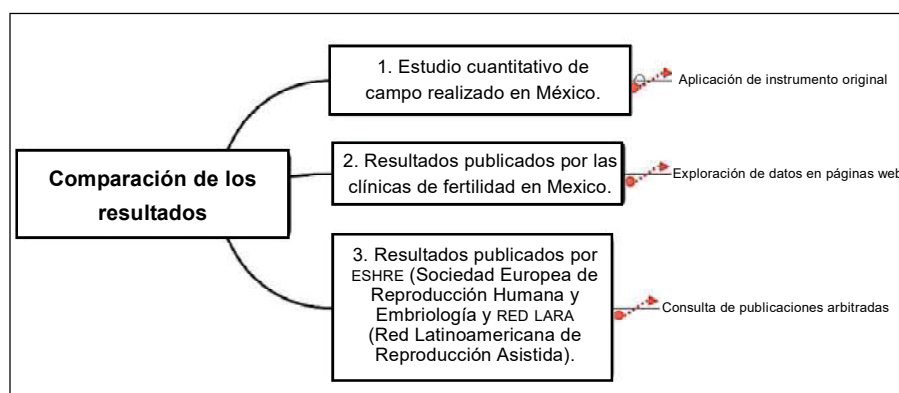 1. Estudio cuantitativo de
campo realizado en México.
Aplicación de instrumento original
Comparación de los
resultados
2. Resultados publicados por las
clínicas de fertilidad en Mexico.
Exploración de datos en páginas web
3. Resultados publicados por
ESHRE (Sociedad Europea de
Reproducción Humana y
Embriología y RED LARA
(Red Latinoamericana de
Reproducción Asistida).
Consulta de publicaciones arbitradas